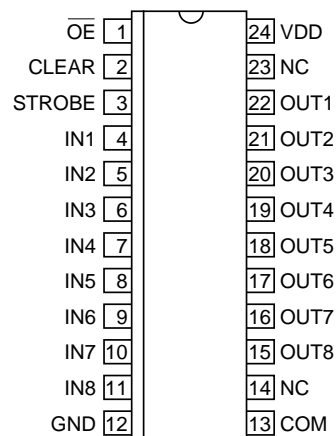 OE 1 24 VDD
CLEAR 2 23 NC
STROBE 3 22 OUT1
IN1 4 21 OUT2
IN2 5 20 OUT3
IN3 6 19 OUT4
IN4 7 18 OUT5
IN5 8 17 OUT6
IN6 9 16 OUT7
IN7 10 15 OUT8
IN8 11 14 NC
GND 12 13 COM